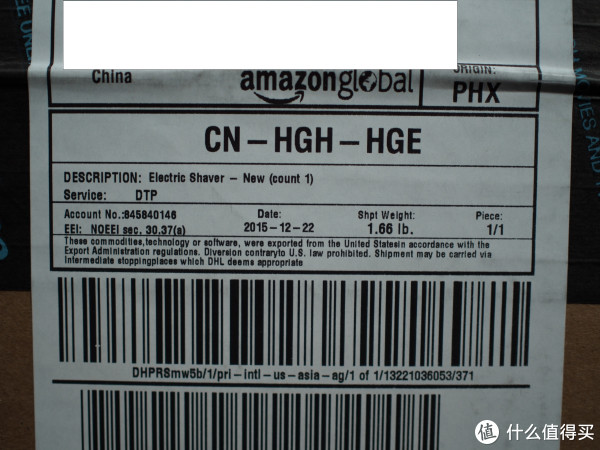 China
amazonglobal
ORIGIN:
PHX
CN-HGH-HGE
DESCRIPTION: Electric Shaver - New (count 1)
Service: DTP
Account No.:845840146 Date: Shpt Weight: Piece:
EEI: NOEEI sec. 30.37(a) 2015-12-22 1.66 lb. 1/1
These commodities,technology or software, were exported from the United Statesin accordance with the
Export Administration regulations. Diversion contraryto U.S. law prohibited. Shipment may be carried via
intermediate stoppingplaces which DHL deems appropriate
DHPRSmw5b/1/pri-intl-us-asia-ag/1 of 1/13221036053/371
值 什么值得买